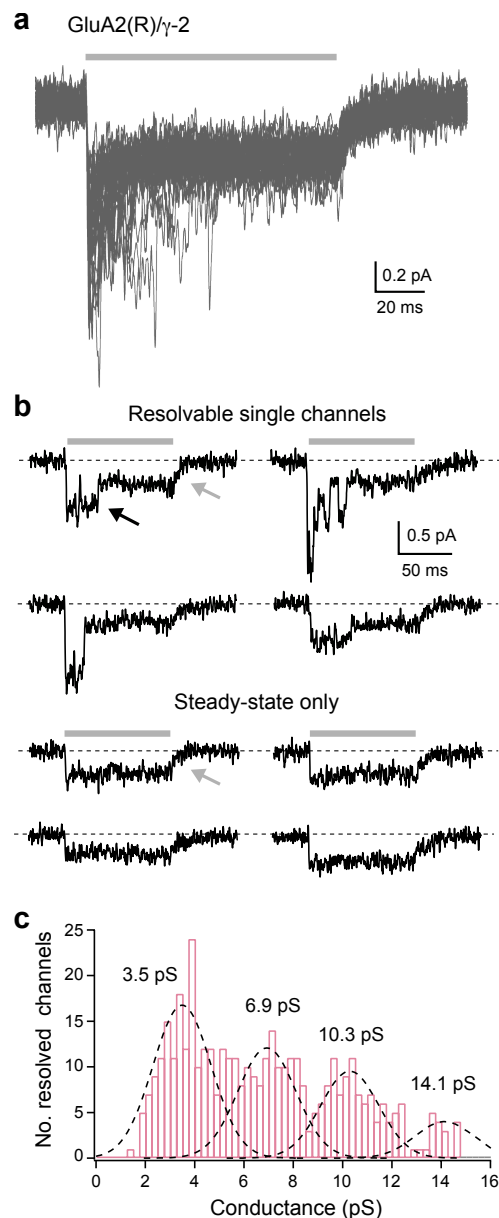 a
GluA2(R)/γ-2
0.2 pA
20 ms
b
Resolvable single channels
0.5 pA
50 ms
Steady-state only
c
25
20
15
10
5
0
No. resolved channels
3.5 pS
6.9 pS
10.3 pS
14.1 pS
0 2 4 6 8 10 12 14 16
Conductance (pS)